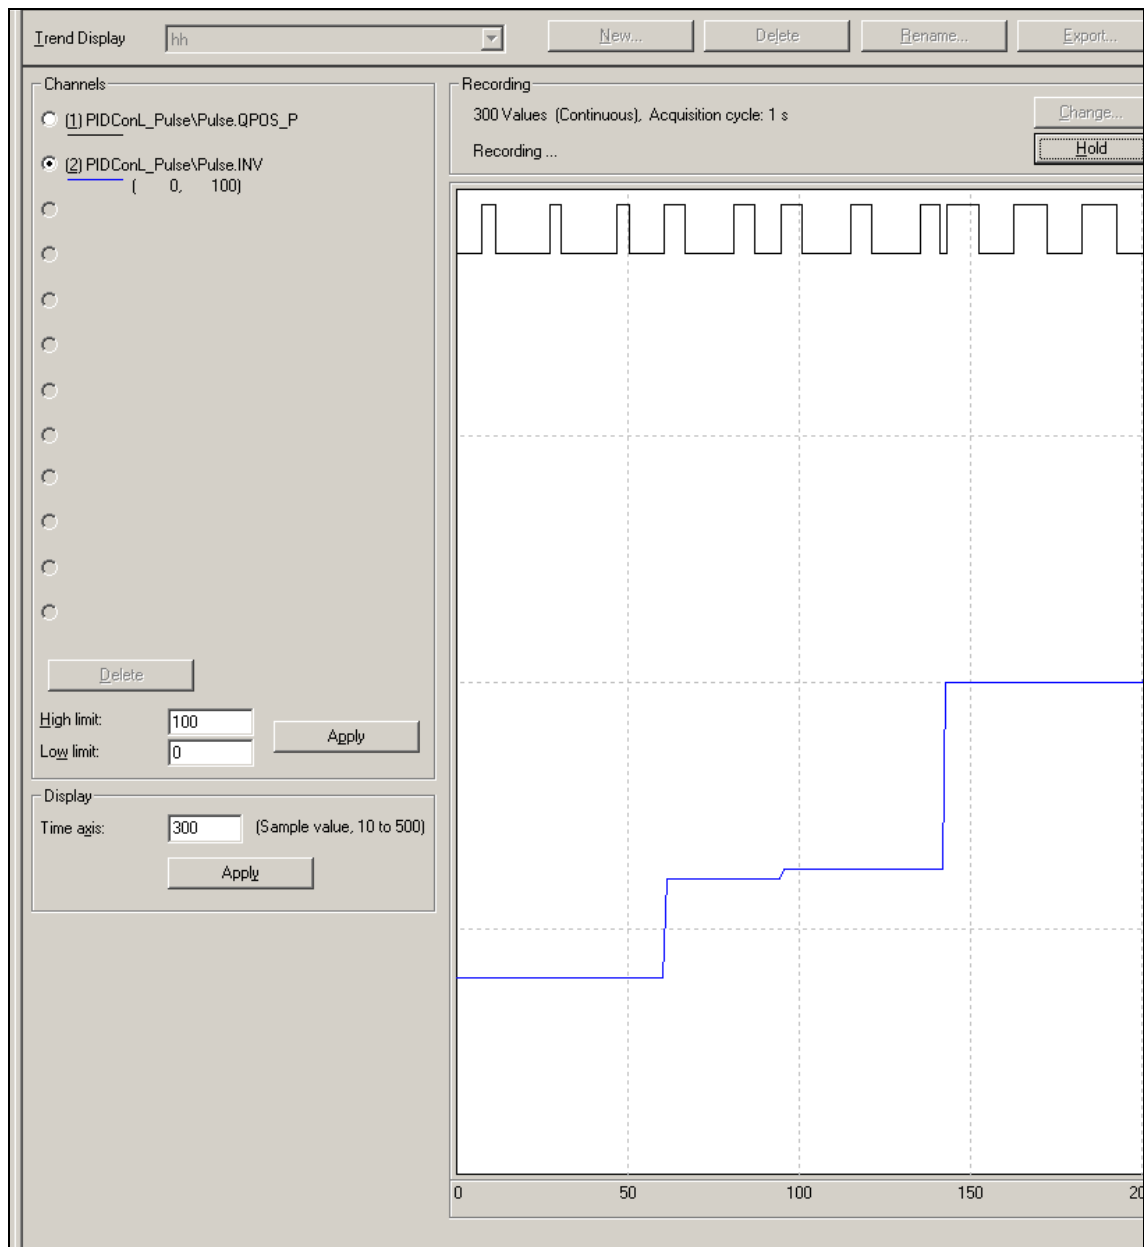 Trend Display hh New... Delete Rename... Export...
Channels
(1) PIDConL_Pulse\Pulse.QPOS_P
(2) PIDConL_Pulse\Pulse.INV
( 0, 100)
Delete
High limit: 100
Low limit: 0
Apply
Display
Time axis: 300 (Sample value, 10 to 500)
Apply
Recording
300 Values (Continuous), Acquisition cycle: 1 s
Change...
Recording ...
Hold
0 50 100 150 20